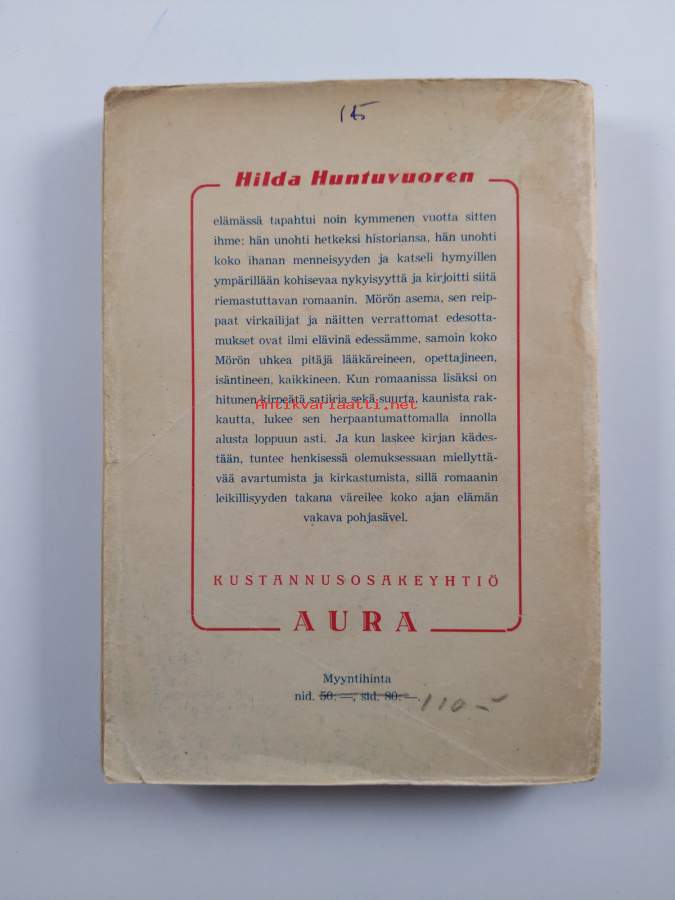 15
Hilda Huntuvuoren
elämässä tapahtui noin kymmenen vuotta sitten
ihme: hän unohti hetkeksi historiansa, hän unohti
koko ihanan menneisyyden ja katseli hymyillen
ympärillään kohisevaa nykyisyyttä ja kirjoitti siitä
riemastuttavan romaanin. Mörön asema, sen reip-
paat virkailijat ja näitten verrattomat edesotta-
mukset ovat ilmi elävinä edessämme, samoin koko
Mörön uhkea pitäjä lääkäreineen, opettajineen,
isäntineen, kaikkineen. Kun romaanissa lisäksi on
hitunen kirpeätä satiiria sekä suurta, kaunista rak-
Antikvariaatti.net
kautta, lukee sen herpaantumattomalla innolla
alusta loppuun asti. Ja kun laskee kirjan kädes-
tään, tuntee henkisessä olemuksessaan miellyttä-
vää avartumista ja kirkastumista, sillä romaanin
leikillisyyden takana väreilee koko ajan elämän
vakava pohjasävel.
KUSTANNUSOSAKEYHTIÖ
AURA
Myyntihinta
nid. 50: —, sid. 80: —. 110-